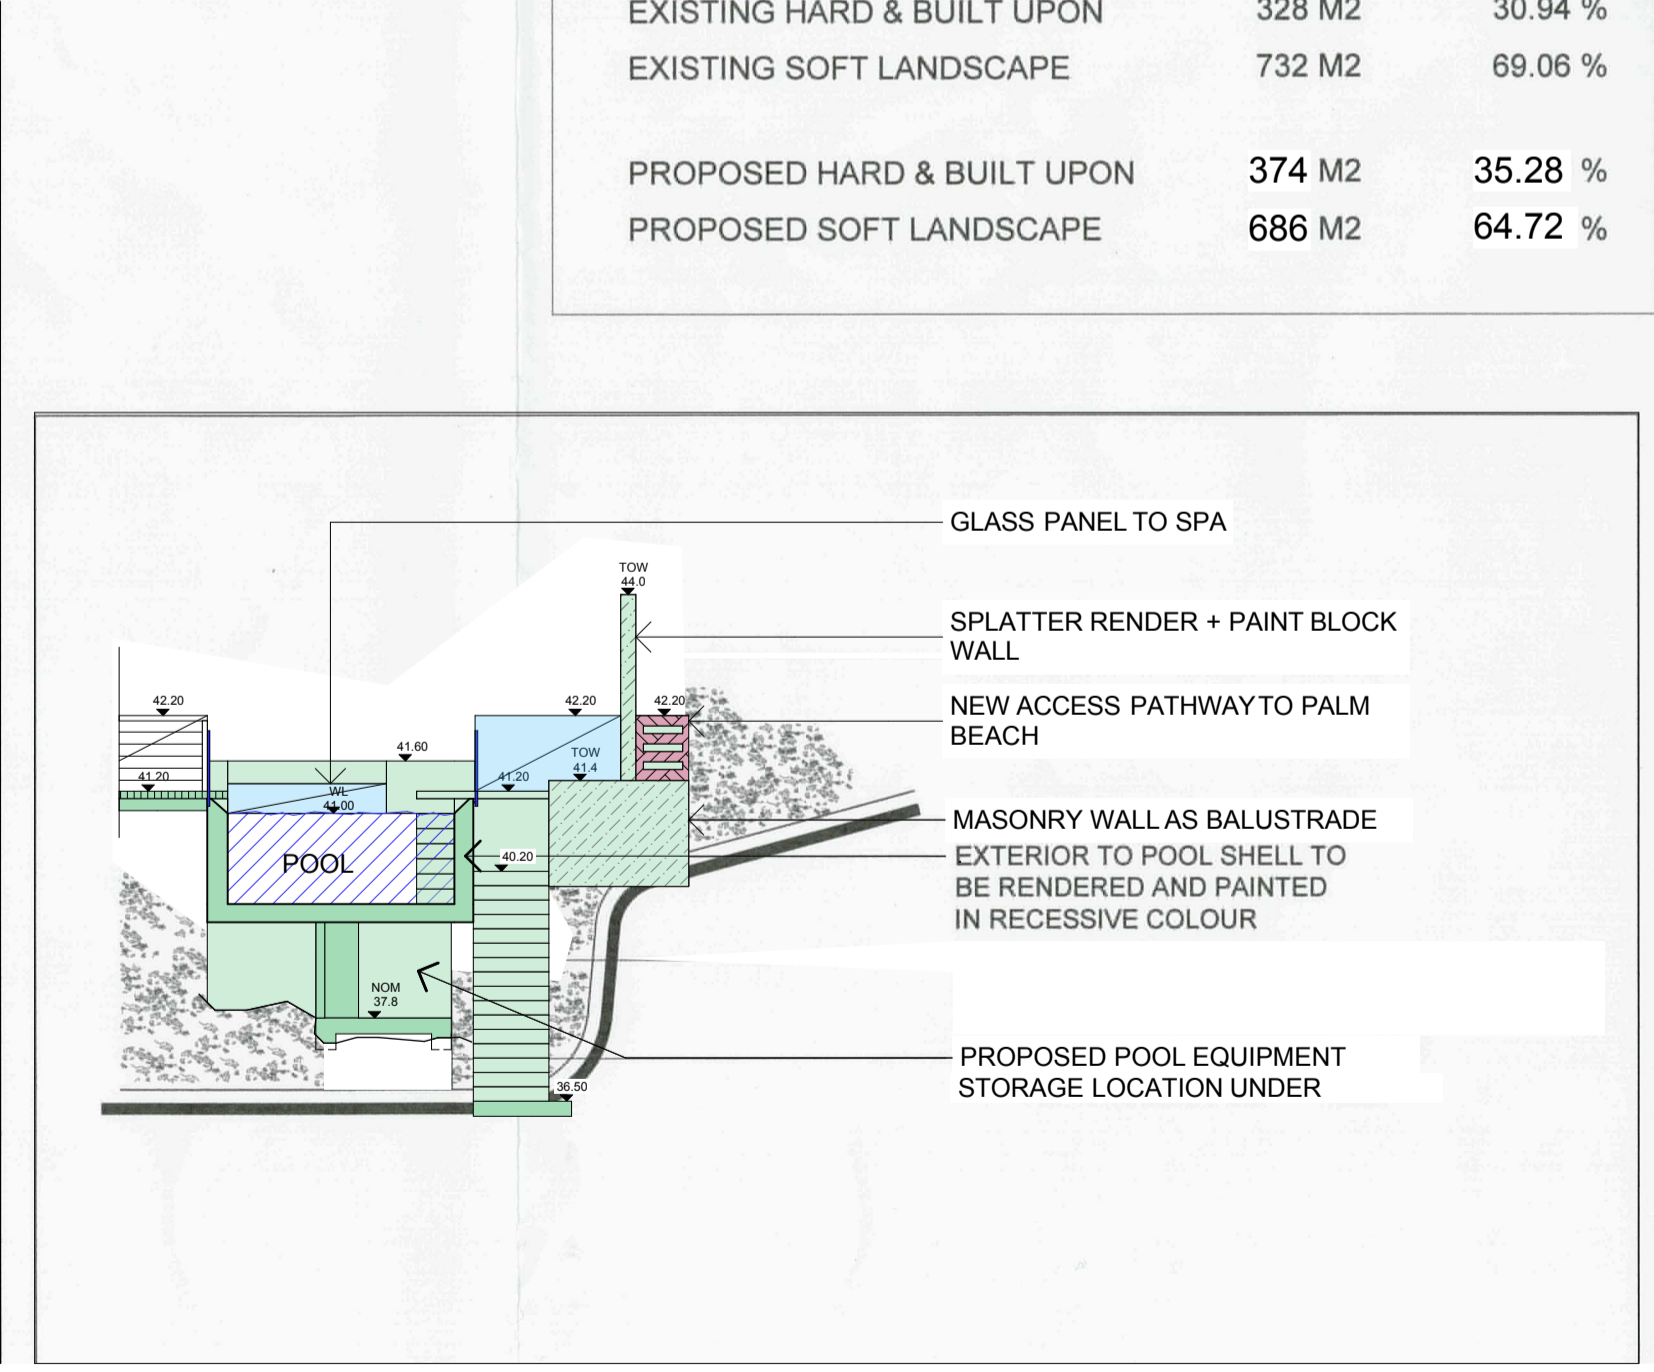 EXISTING HARD & BUILT UPON 328 M2 30.94 %
EXISTING SOFT LANDSCAPE 732 M2 69.06 %
PROPOSED HARD & BUILT UPON 374 M2 35.28 %
PROPOSED SOFT LANDSCAPE 686 M2 64.72 %
GLASS PANEL TO SPA
TOW
44.0
SPLATTER RENDER + PAINT BLOCK
WALL
42.20
42.20
42.20
NEW ACCESS PATHWAY TO PALM
BEACH
41.60
TOW
41.4
41.20
41.20
WL
41.00
MASONRY WALL AS BALUSTRADE
POOL
40.20
EXTERIOR TO POOL SHELL TO
BE RENDERED AND PAINTED
IN RECESSIVE COLOUR
NOM
37.8
PROPOSED POOL EQUIPMENT
STORAGE LOCATION UNDER
36.50